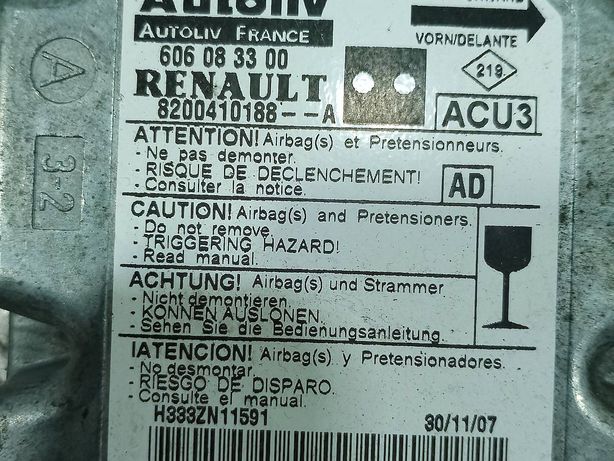 Autoliv
AUTOLIV FRANCE
VORN/DELANTE
606 08 33 00
219
RENAULT
8200410188--A
ACU3
A
3-2
ATTENTION! Airbag(s) et Pretensionneurs.
- Ne pas demonter.
- RISQUE DE DECLENCHEMENT!
- Consulter la notice.
AD
CAUTION! Airbag(s) and Pretensioners.
- Do not remove.
- TRIGGERING HAZARD!
- Read manual.
ACHTUNG! Airbag(s) und Strammer
- Nicht demontieren.
- KONNEN AUSLONEN.
- Sehen Sie die Bedienungsanleitung.
IATENCION! Airbag(s) y Pretensionadores.
- No desmontar.
- RIESGO DE DISPARO.
- Consulte el manual.
H333ZN11591
30/11/07